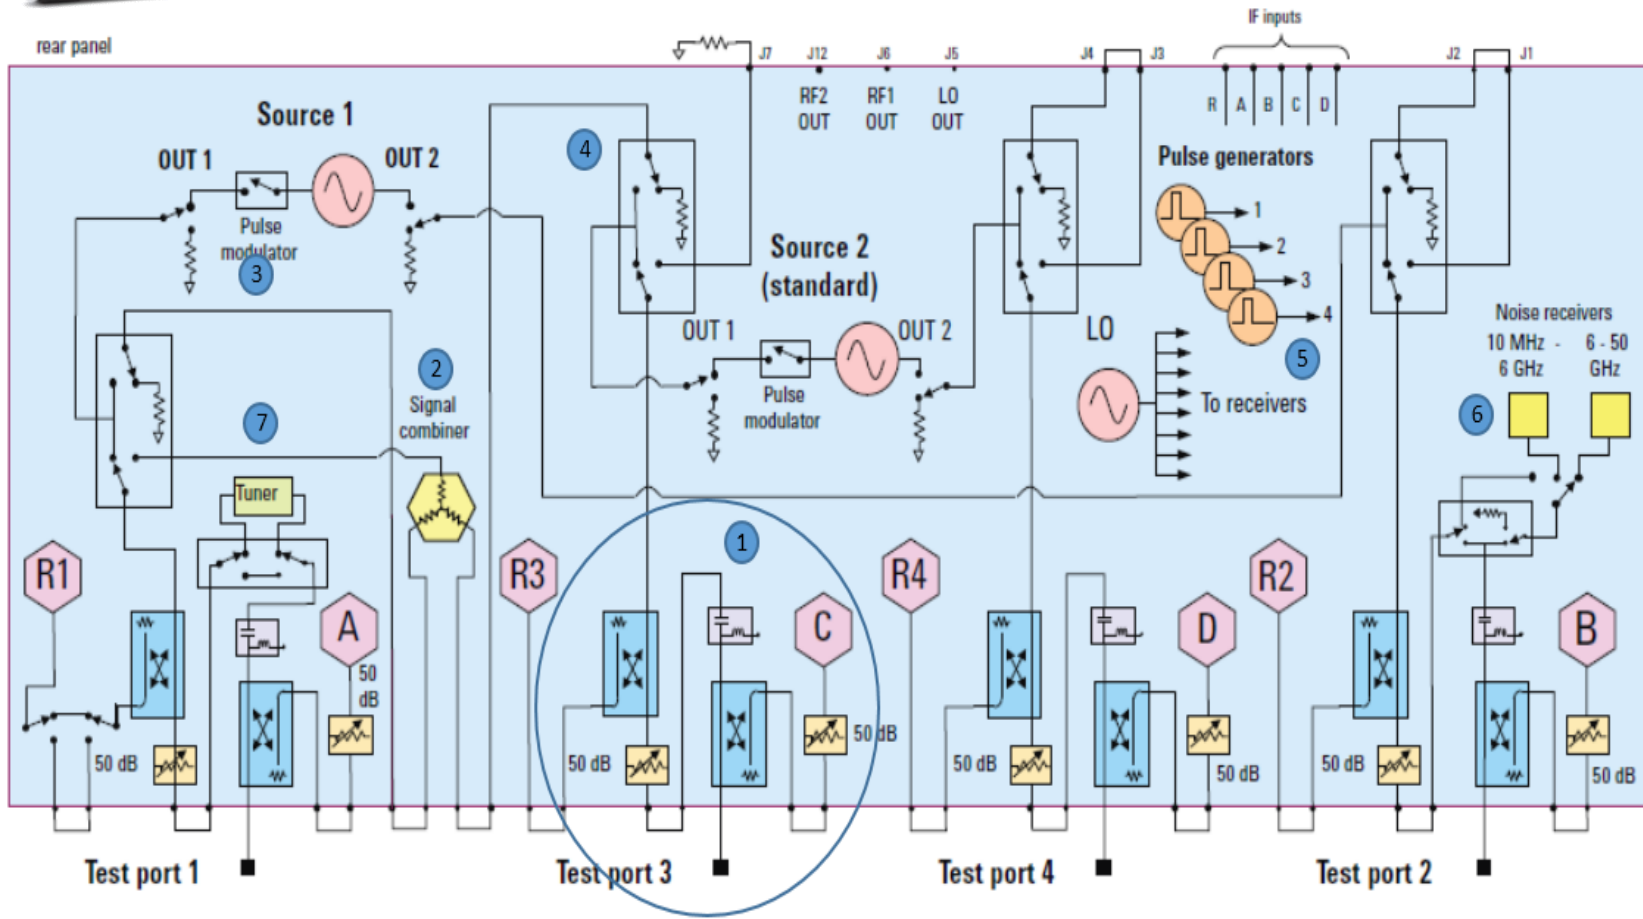 IF inputs
rear panel
J7
J12
J6
J5
J4
J3
J2
J1
RF2
OUT
RF1
OUT
LO
OUT
R A B C D
Source 1
OUT 1
OUT 2
4
Pulse generators
Pulse
modulator
3
1
2
3
4
5
Source 2
(standard)
OUT 1
OUT 2
Pulse
modulator
LO
To receivers
Noise receivers
10 MHz -
6 GHz
6 - 50
GHz
6
2
Signal
combiner
7
Tuner
1
R1
A
R3
C
R4
D
R2
B
50
dB
50 dB
50 dB
50 dB
50 dB
50 dB
50 dB
50 dB
Test port 1
Test port 3
Test port 4
Test port 2